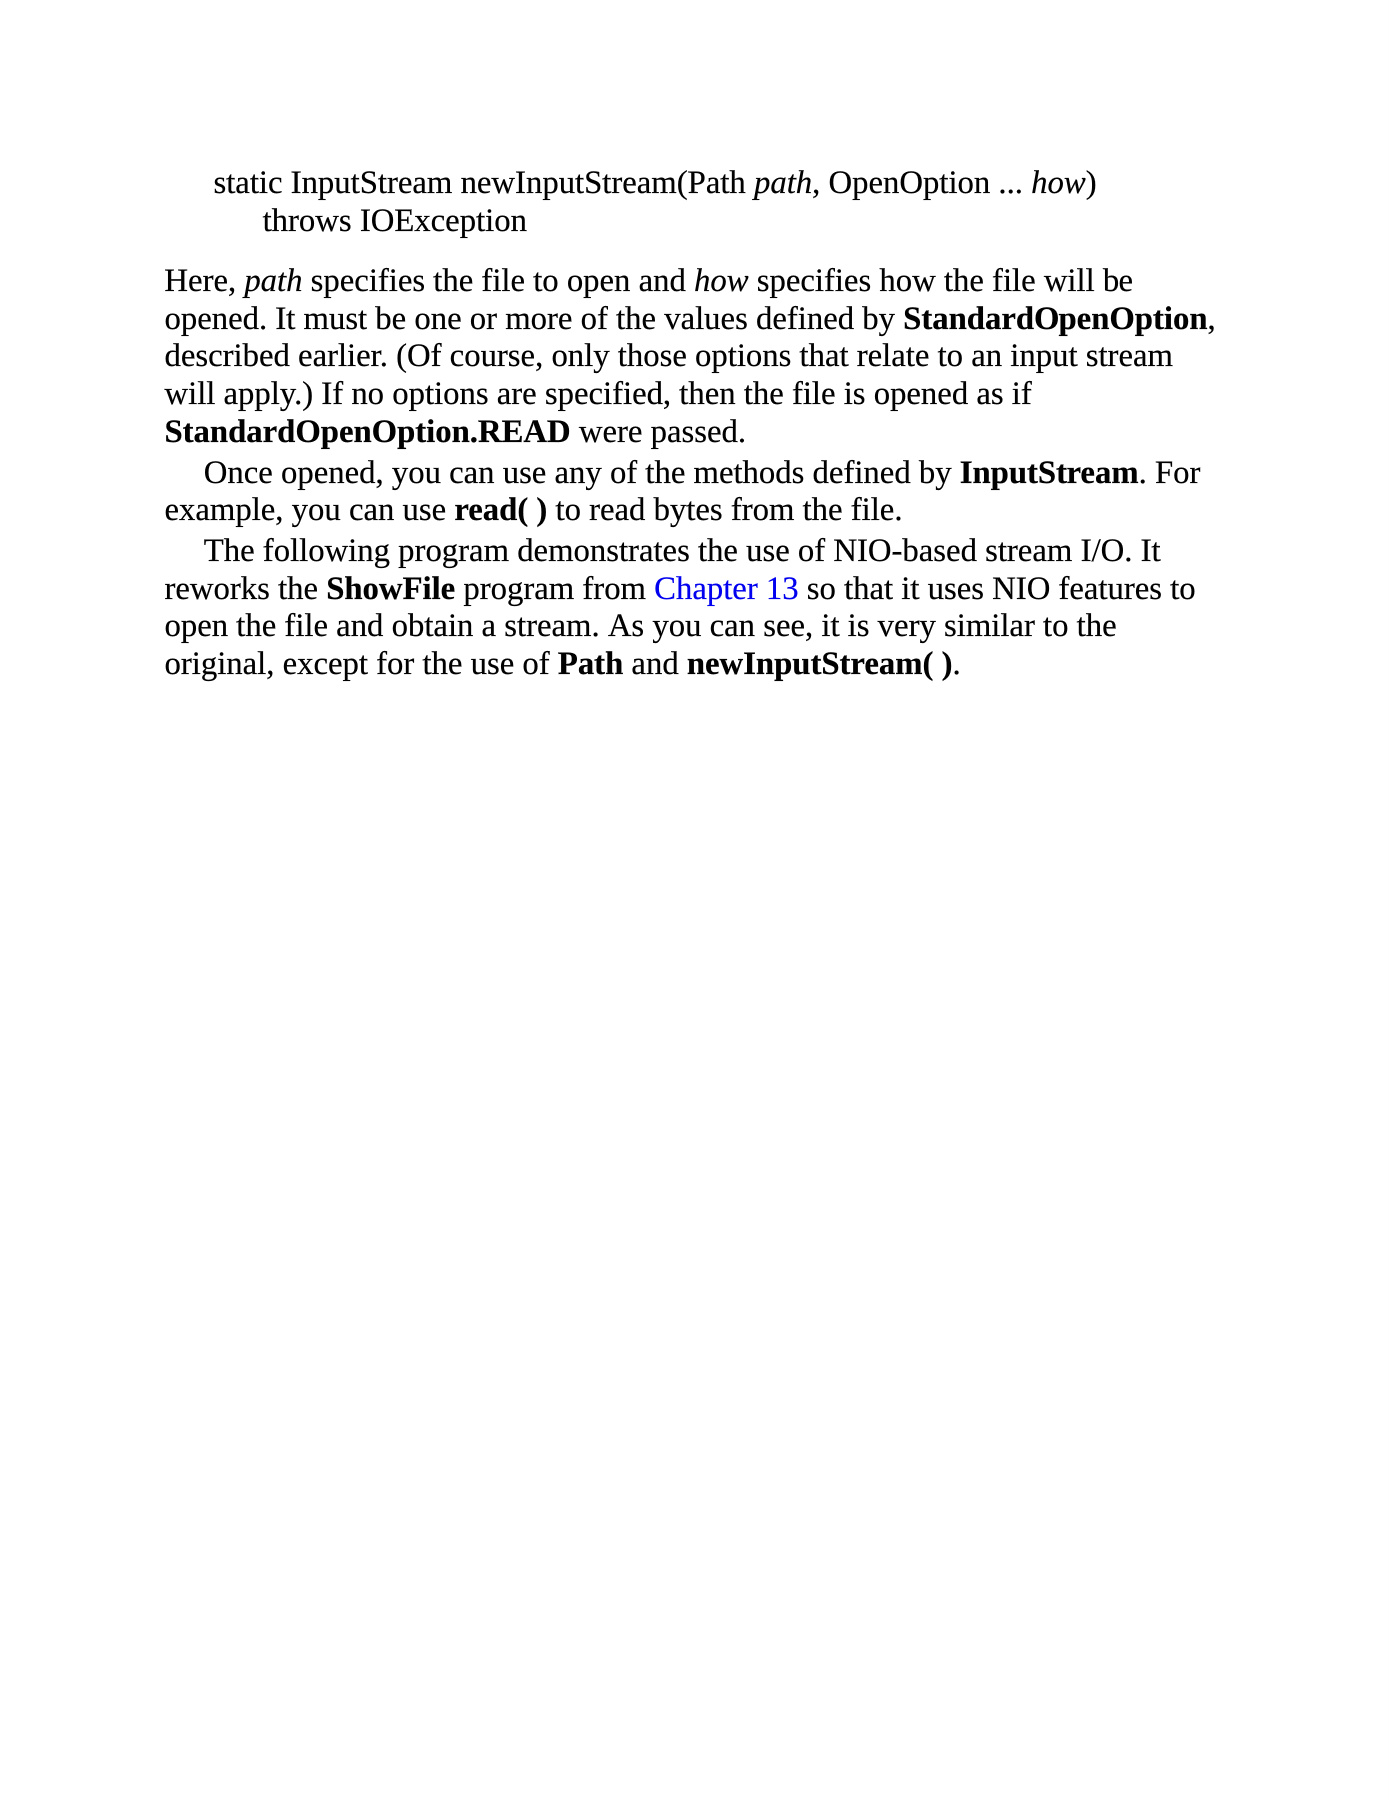 static InputStream newInputStream(Path path, OpenOption ... how)
throws IOException
Here, path specifies the file to open and how specifies how the file will be
opened. It must be one or more of the values defined by StandardOpenOption,
described earlier. (Of course, only those options that relate to an input stream
will apply.) If no options are specified, then the file is opened as if
StandardOpenOption.READ were passed.
Once opened, you can use any of the methods defined by InputStream. For
example, you can use read( ) to read bytes from the file.
The following program demonstrates the use of NIO-based stream I/O. It
reworks the ShowFile program from Chapter 13 so that it uses NIO features to
open the file and obtain a stream. As you can see, it is very similar to the
original, except for the use of Path and newInputStream( ).